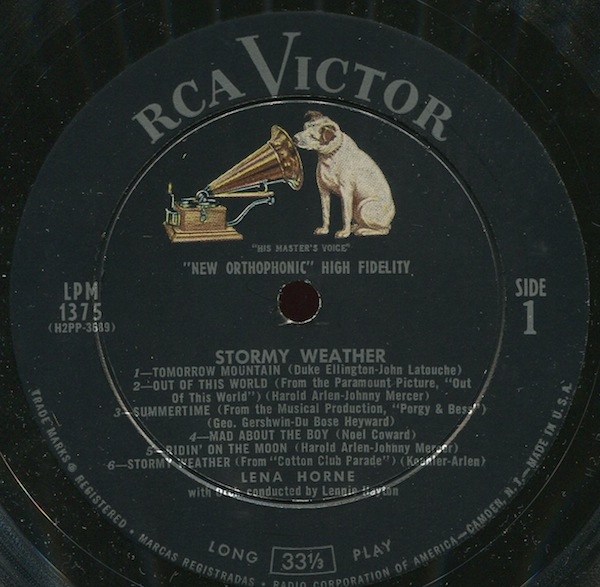 RCA VICTOR
"HIS MASTER'S VOICE"
"NEW ORTHOPHONIC" HIGH FIDELITY
LPM
1375
(H2PP-3689)
SIDE
1
STORMY WEATHER
1—TOMORROW MOUNTAIN (Duke Ellington-John Latouche)
2—OUT OF THIS WORLD (From the Paramount Picture, "Out
Of This World") (Harold Arlen-Johnny Mercer)
3—SUMMERTIME (From the Musical Production, "Porgy & Bess")
(Geo. Gershwin-Du Bose Heyward)
4—MAD ABOUT THE BOY (Noel Coward)
5—RIDIN' ON THE MOON (Harold Arlen-Johnny Mercer)
6—STORMY WEATHER (From "Cotton Club Parade") (Koehler-Arlen)
LENA HORNE
with Orch. conducted by Lennie Hayton
LONG 33⅓ PLAY
TRADE MARKS ® REGISTERED • MARCAS REGISTRADAS • RADIO CORPORATION OF AMERICA—CAMDEN, N.J.—MADE IN U.S.A.